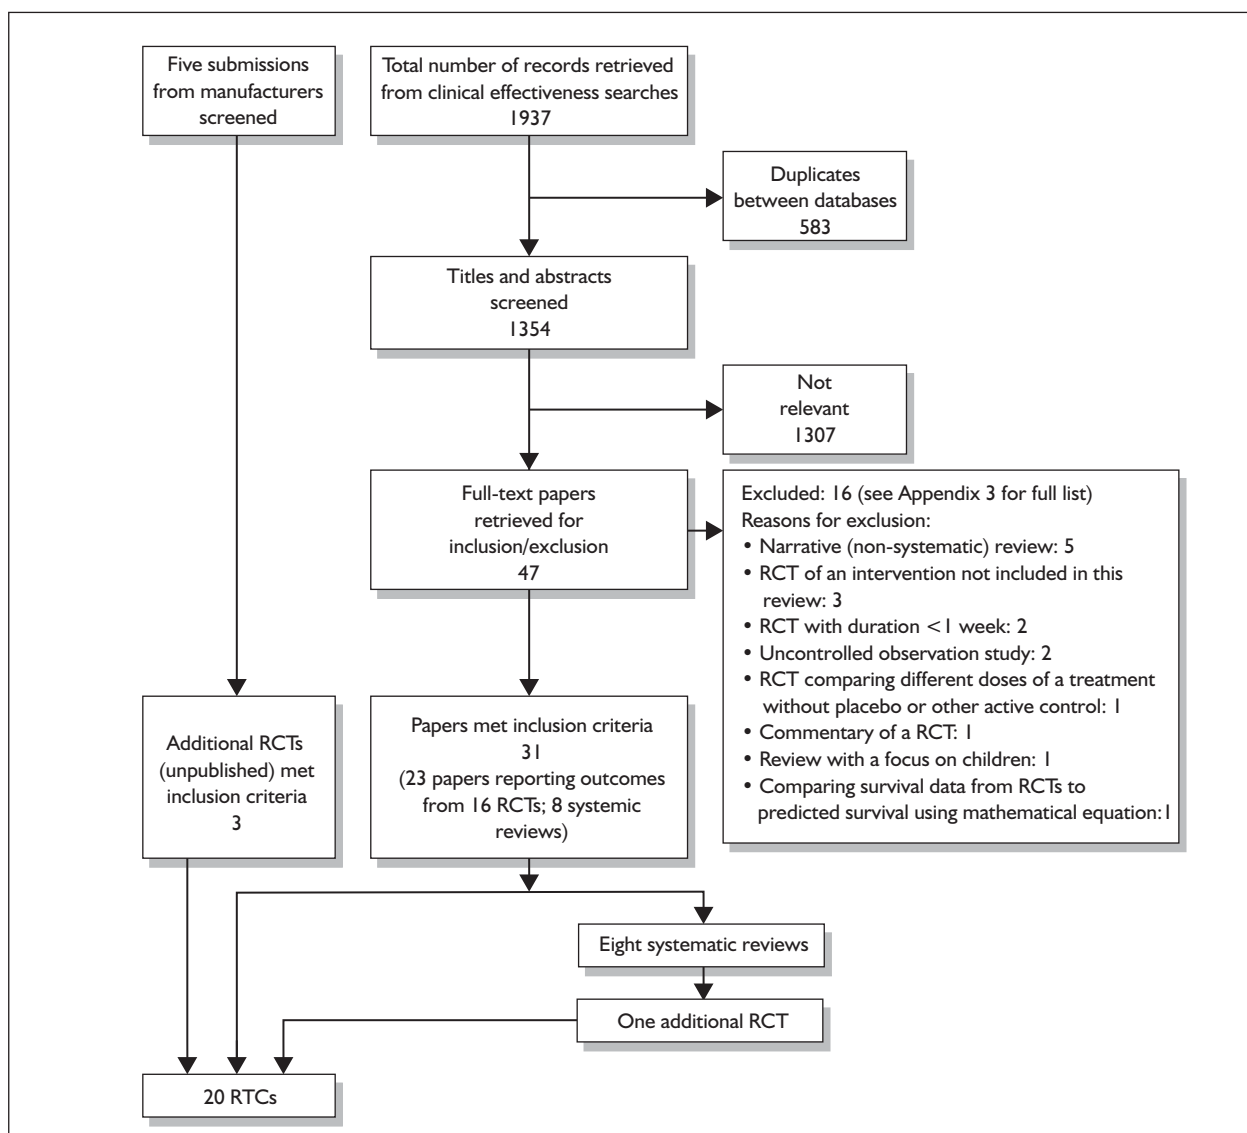 Five submissions
from manufacturers
screened
Total number of records retrieved
from clinical effectiveness searches
1937
Duplicates
between databases
583
Titles and abstracts
screened
1354
Not
relevant
1307
Full-text papers
retrieved for
inclusion/exclusion
47
Excluded: 16 (see Appendix 3 for full list)
Reasons for exclusion:
• Narrative (non-systematic) review: 5
• RCT of an intervention not included in this
review: 3
• RCT with duration <1 week: 2
• Uncontrolled observation study: 2
• RCT comparing different doses of a treatment
without placebo or other active control: 1
• Commentary of a RCT: 1
• Review with a focus on children: 1
• Comparing survival data from RCTs to
predicted survival using mathematical equation:1
Additional RCTs
(unpublished) met
inclusion criteria
3
Papers met inclusion criteria
31
(23 papers reporting outcomes
from 16 RCTs; 8 systemic
reviews)
Eight systematic reviews
One additional RCT
20 RTCs